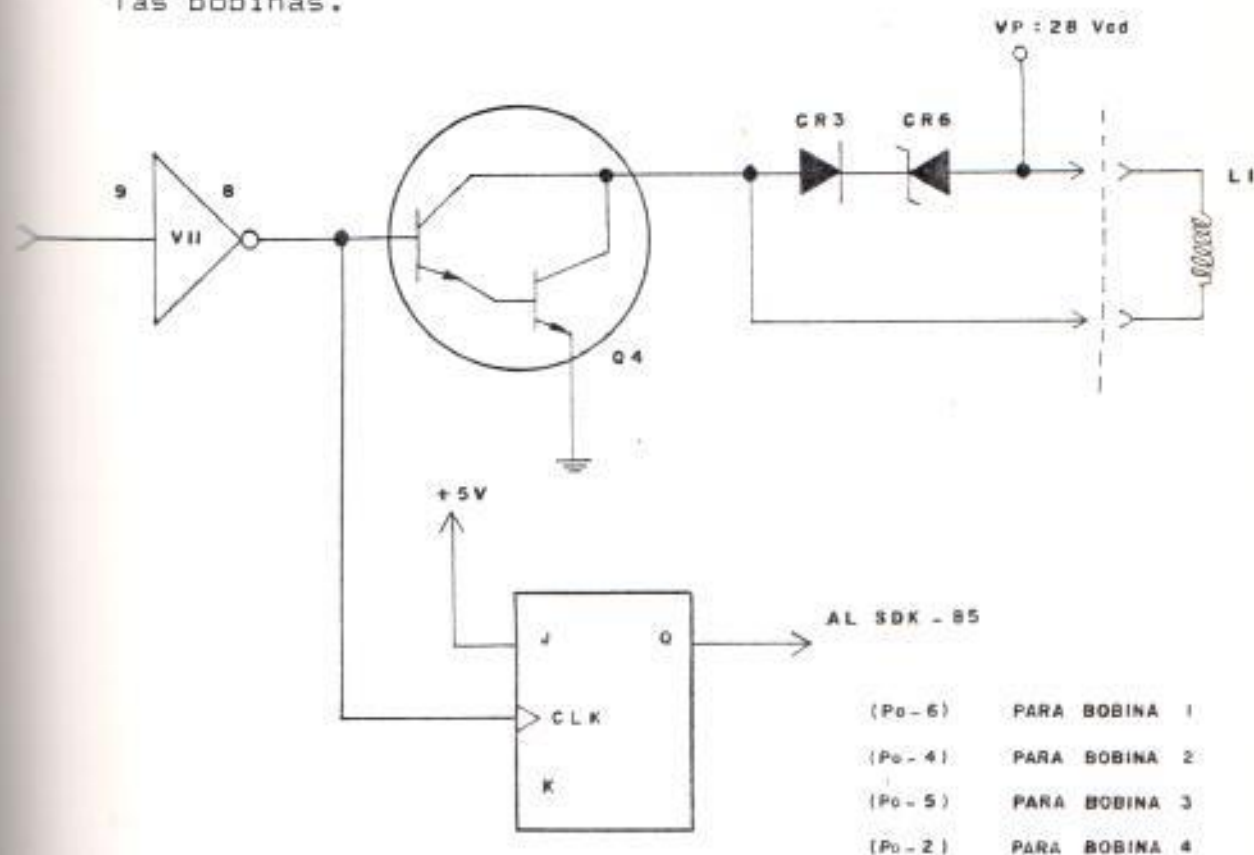 las bobinas.
VP : 28 Vcd
CR3 CR6
L1
9 8
V11
Q4
+5V
J Q
AL SDK - 85
CLK
K
(Po-6) PARA BOBINA 1
(Po-4) PARA BOBINA 2
(Po-5) PARA BOBINA 3
(Po-2) PARA BOBINA 4